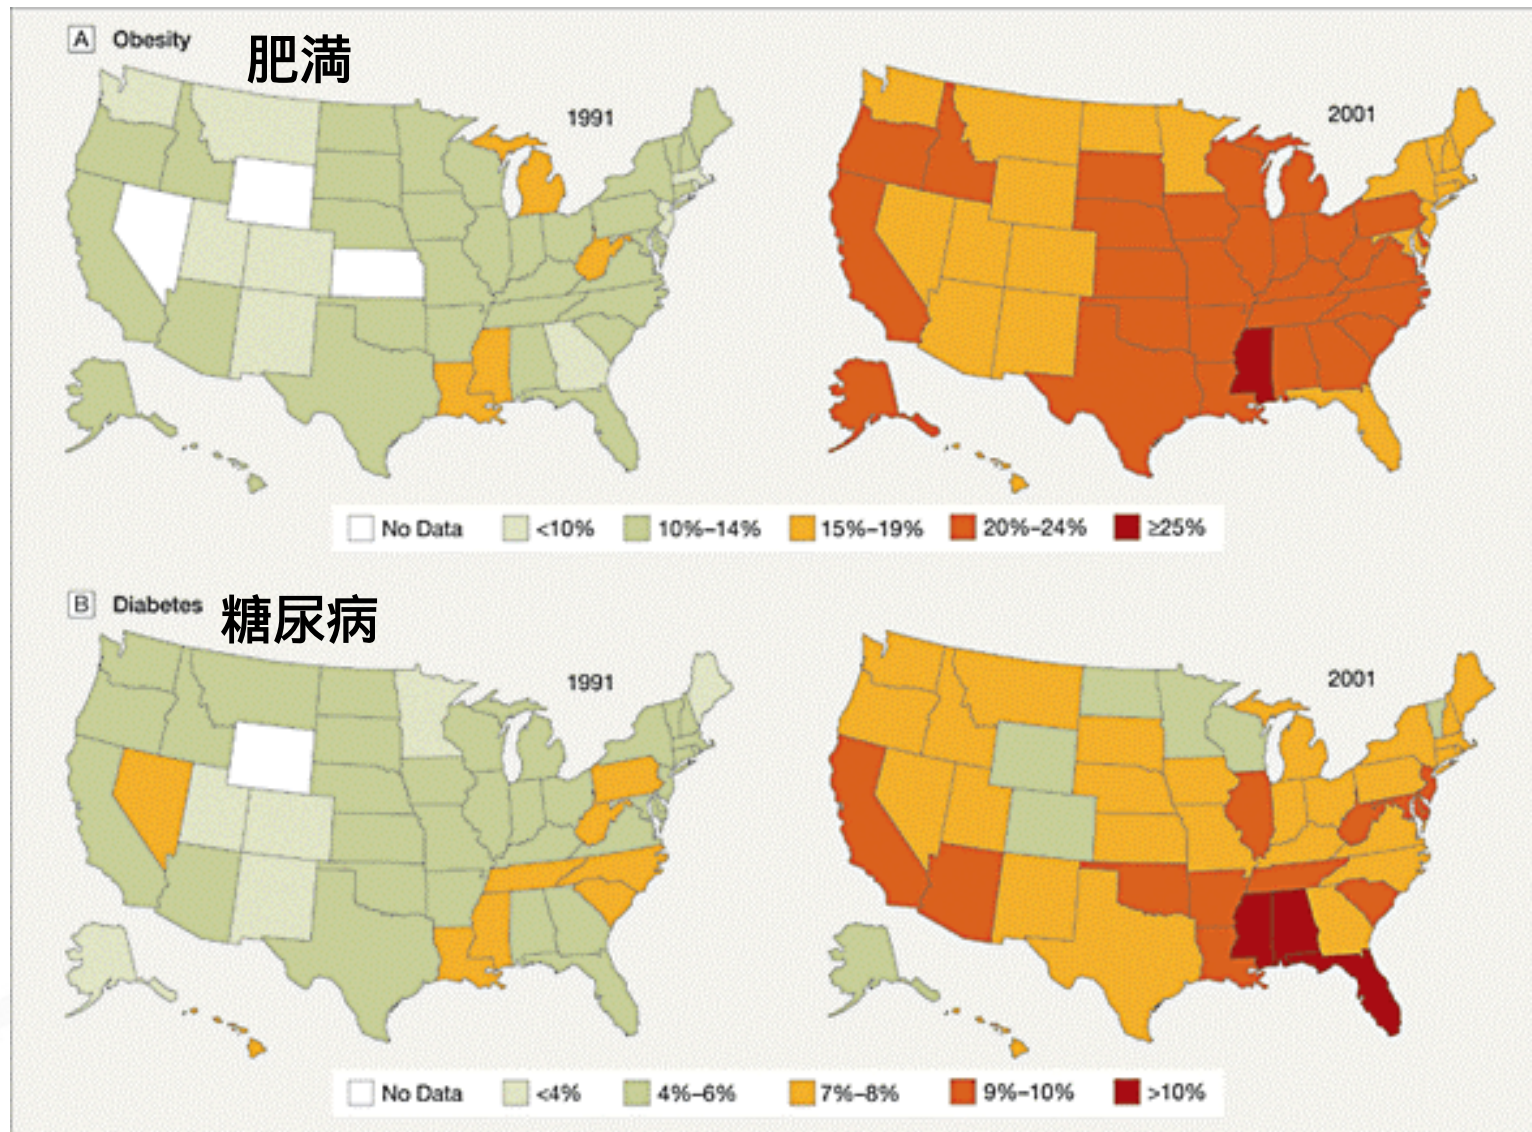 A Obesity 肥満
1991
2001
No Data <10% 10%–14% 15%–19% 20%–24% ≥25%
B Diabetes 糖尿病
1991
2001
No Data <4% 4%–6% 7%–8% 9%–10% >10%